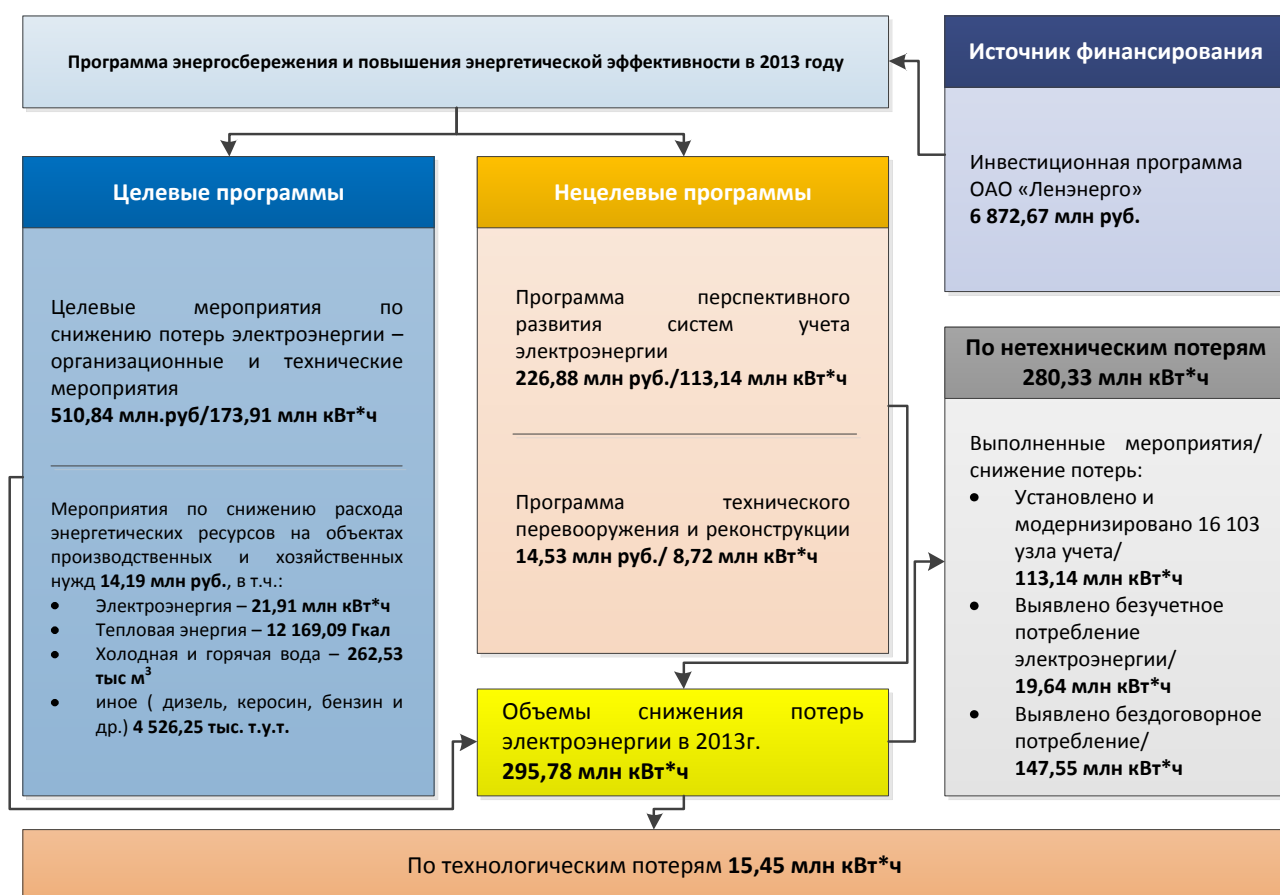 Программа энергосбережения и повышения энергетической эффективности в 2013 году
Источник финансирования
Инвестиционная программа
ОАО «Ленэнерго»
6 872,67 млн руб.
Целевые программы
Целевые мероприятия по
снижению потерь электроэнергии –
организационные и технические
мероприятия
510,84 млн.руб/173,91 млн кВт*ч
Мероприятия по снижению расхода
энергетических ресурсов на объектах
производственных и хозяйственных
нужд 14,19 млн руб., в т.ч.:
• Электроэнергия – 21,91 млн кВт*ч
• Тепловая энергия – 12 169,09 Гкал
• Холодная и горячая вода – 262,53
тыс м³
• иное ( дизель, керосин, бензин и
др.) 4 526,25 тыс. т.у.т.
Нецелевые программы
Программа перспективного
развития систем учета
электроэнергии
226,88 млн руб./113,14 млн кВт*ч
Программа технического
перевооружения и реконструкции
14,53 млн руб./ 8,72 млн кВт*ч
Объемы снижения потерь
электроэнергии в 2013г.
295,78 млн кВт*ч
По нетехническим потерям
280,33 млн кВт*ч
Выполненные мероприятия/
снижение потерь:
• Установлено и
модернизировано 16 103
узла учета/
113,14 млн кВт*ч
• Выявлено безучетное
потребление
электроэнергии/
19,64 млн кВт*ч
• Выявлено бездоговорное
потребление/
147,55 млн кВт*ч
По технологическим потерям 15,45 млн кВт*ч